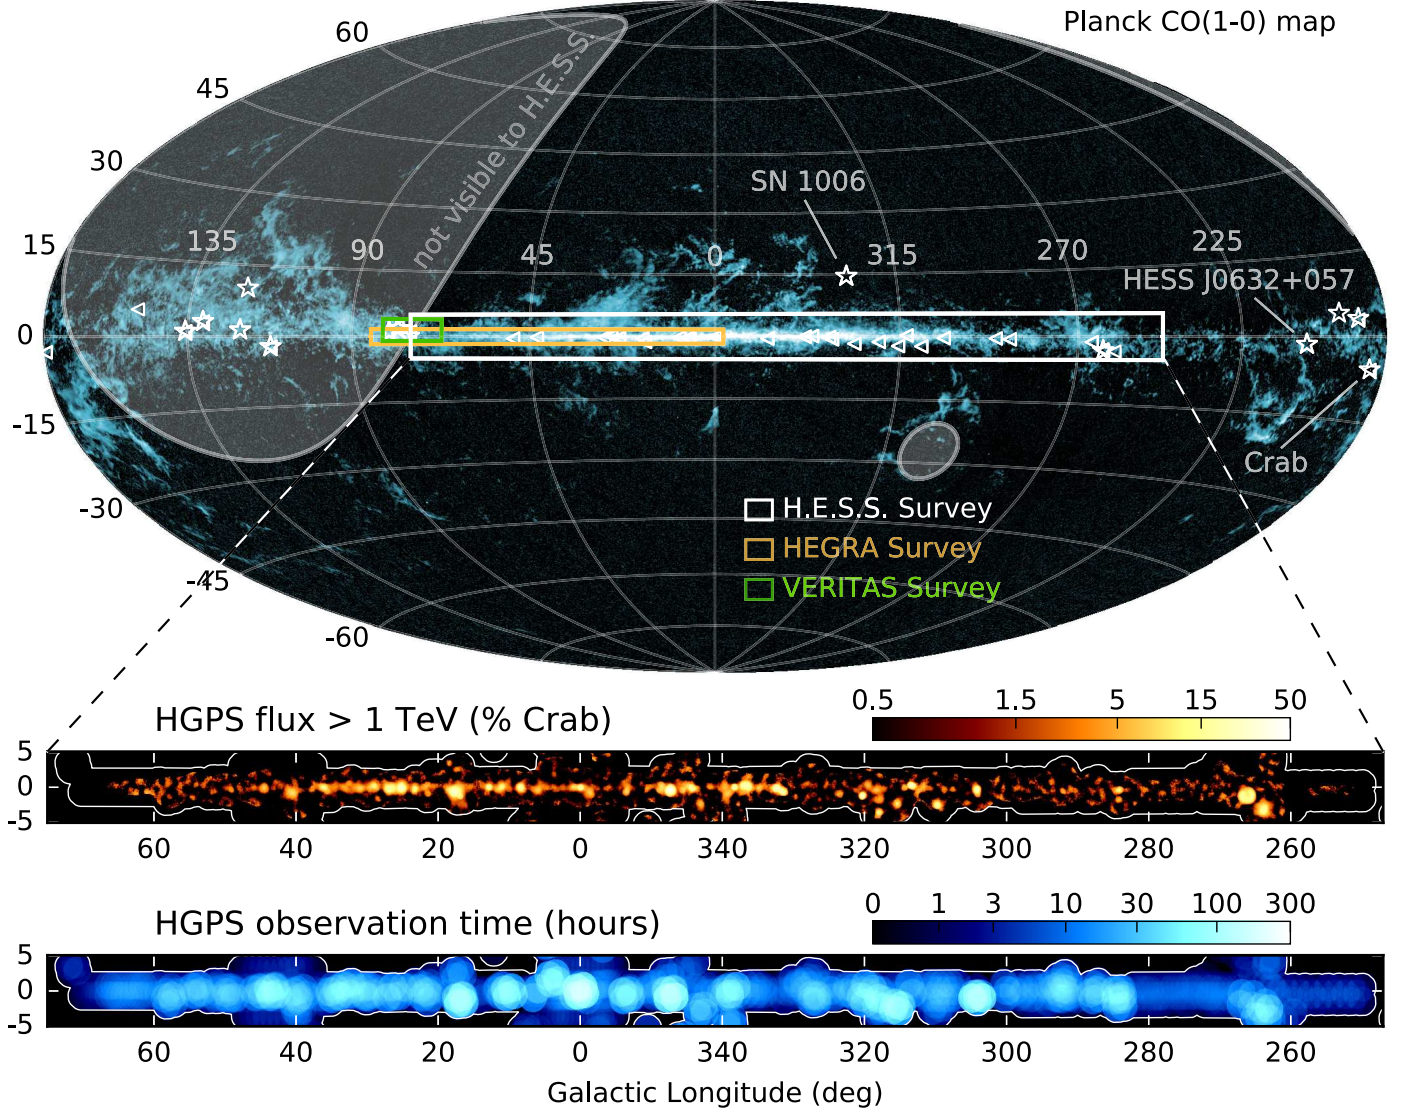 Planck CO(1-0) map
60
45
30
15
0
-15
-30
-45
-60
not visible to H.E.S.S.
135
90
45
0
315
270
225
SN 1006
HESS J0632+057
Crab
H.E.S.S. Survey
HEGRA Survey
VERITAS Survey
HGPS flux > 1 TeV (% Crab)
0.5 1.5 5 15 50
5
0
-5
60 40 20 0 340 320 300 280 260
HGPS observation time (hours)
0 1 3 10 30 100 300
5
0
-5
60 40 20 0 340 320 300 280 260
Galactic Longitude (deg)